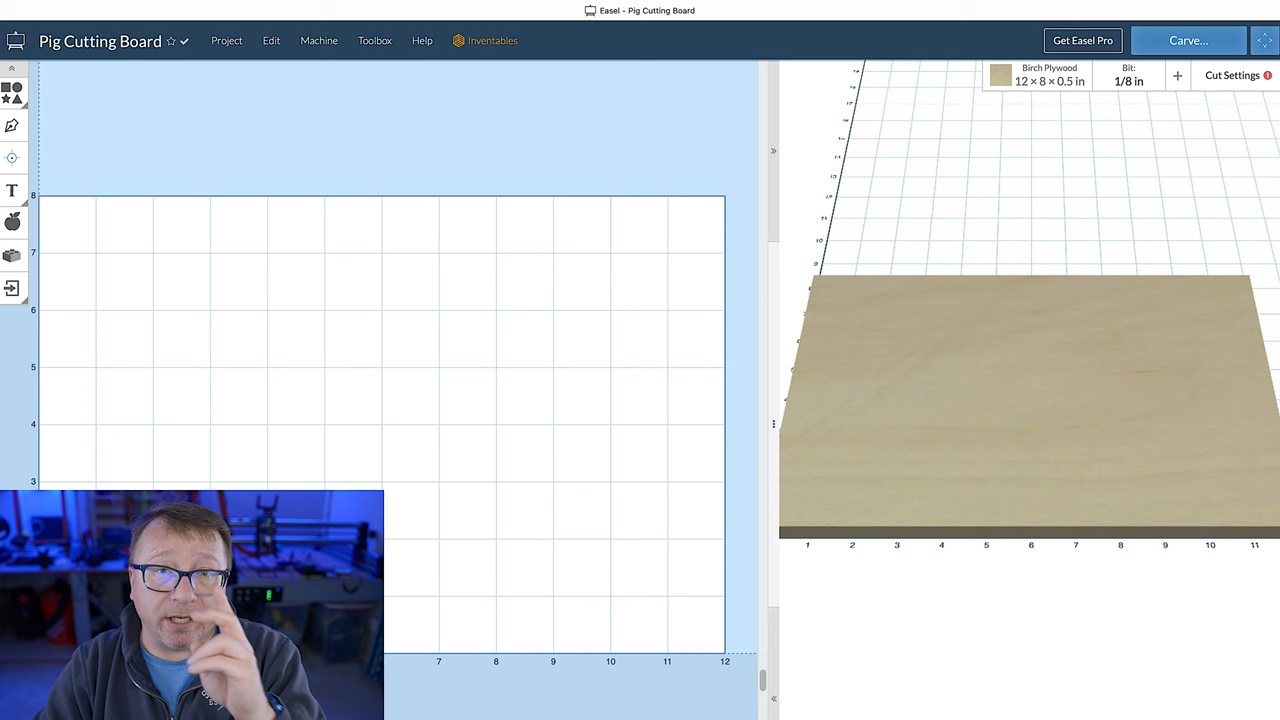 Easel - Pig Cutting Board
Pig Cutting Board Project Edit Machine Toolbox Help Inventables Get Easel Pro Carve...
Birch Plywood
12 × 8 × 0.5 in
Bit:
1/8 in
+
Cut Settings
T
8
7
6
5
4
3
7 8 9 10 11 12
1 2 3 4 5 6 7 8 9 10 11